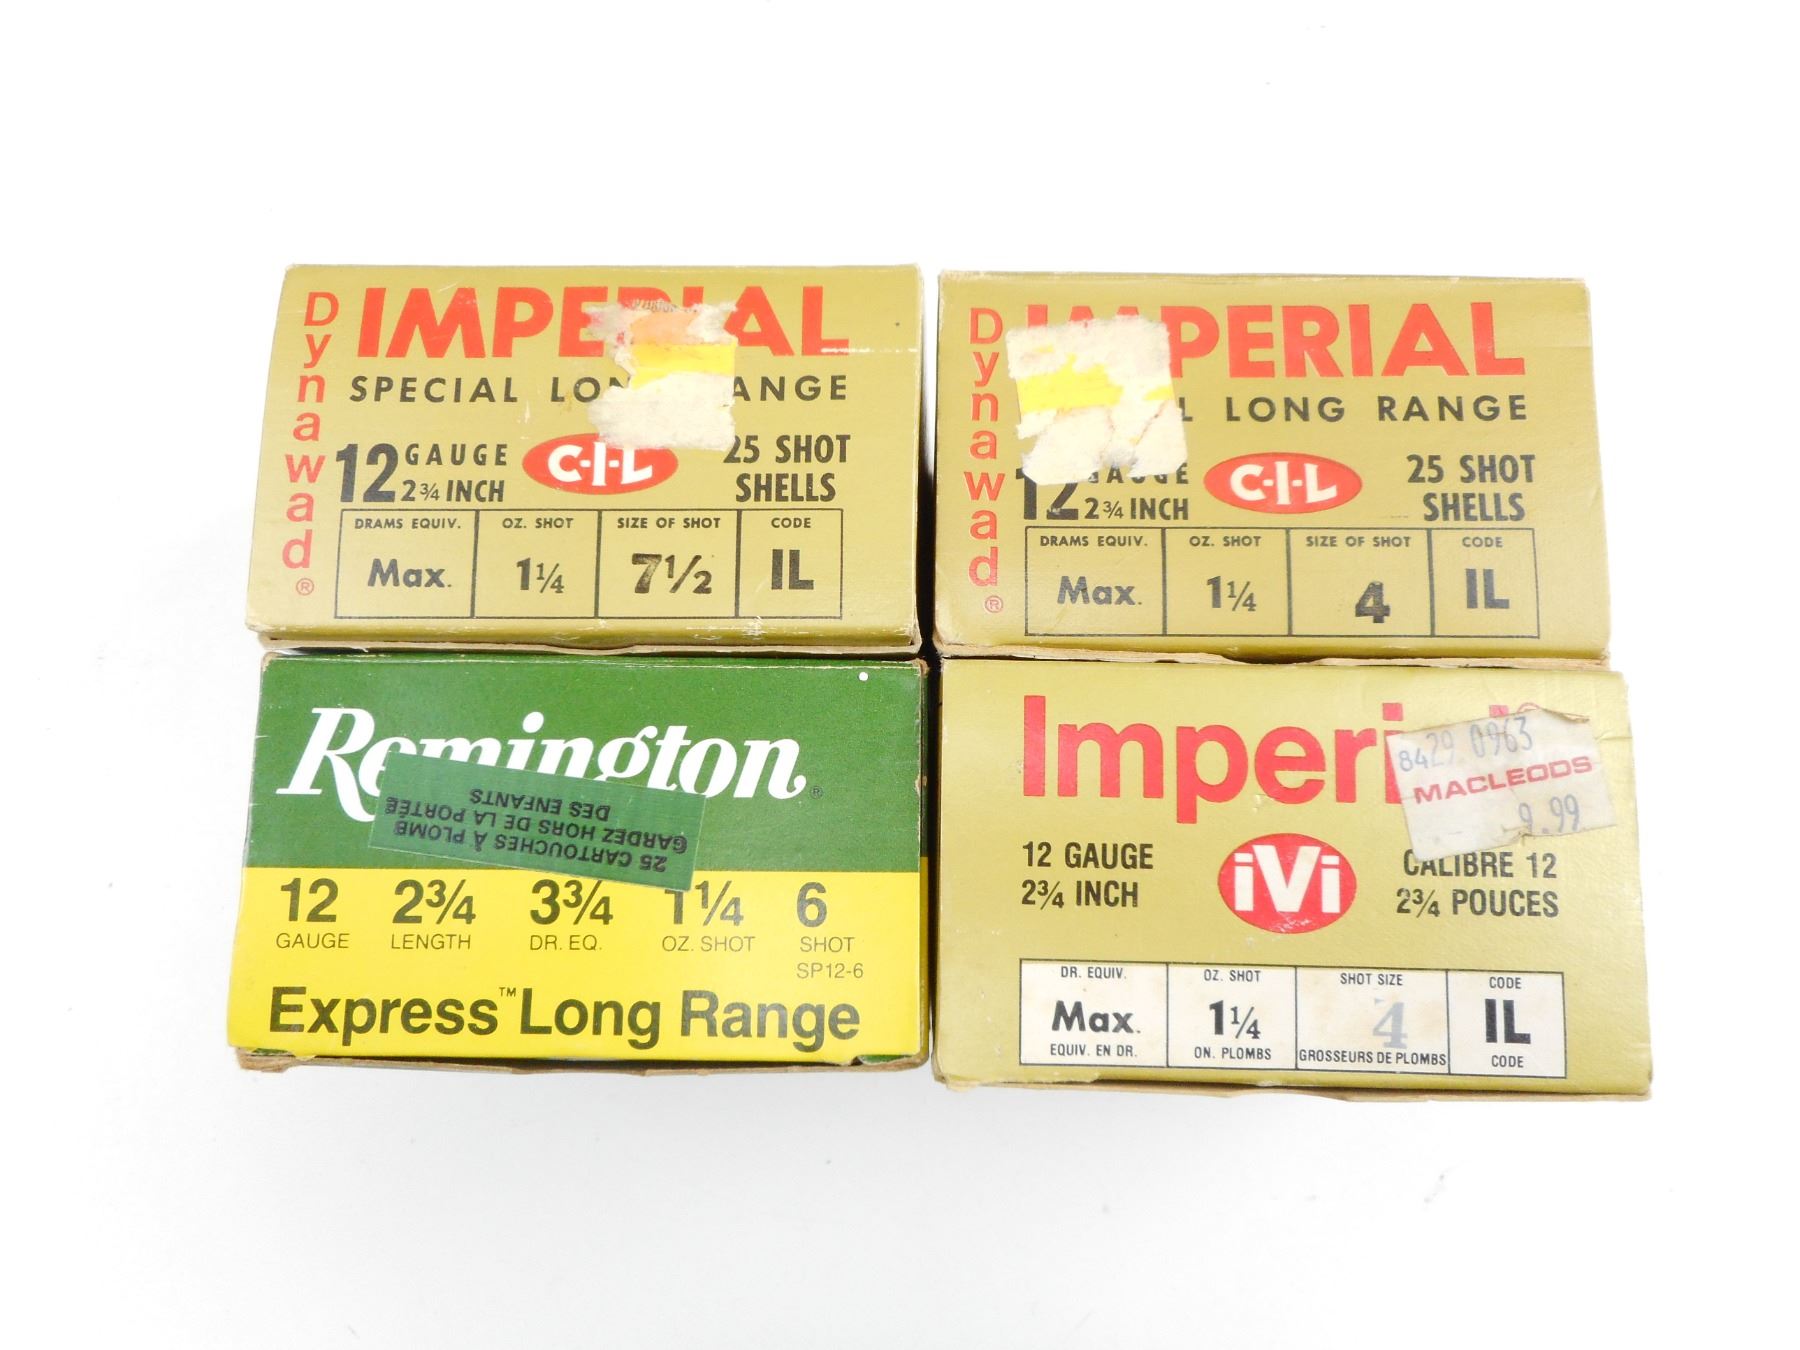 Dynawad®
IMPERIAL
SPECIAL LONG RANGE
12 GAUGE
2¾ INCH
C-I-L
25 SHOT
SHELLS
DRAMS EQUIV. OZ. SHOT SIZE OF SHOT CODE
Max. 1¼ 7½ IL
Dynawad®
IMPERIAL
LONG RANGE
12 GAUGE
2¾ INCH
C-I-L
25 SHOT
SHELLS
DRAMS EQUIV. OZ. SHOT SIZE OF SHOT CODE
Max. 1¼ 4 IL
Remington®
25 CARTOUCHES À PLOMB
GARDEZ HORS DE LA PORTÉE
DES ENFANTS
12 2¾ 3¾ 1¼ 6
GAUGE LENGTH DR. EQ. OZ. SHOT SHOT
SP12-6
Express™ Long Range
Imperial®
8429 0963
MACLEODS
9.99
12 GAUGE
2¾ INCH
iVi
CALIBRE 12
2¾ POUCES
DR. EQUIV. OZ. SHOT SHOT SIZE CODE
Max. 1¼ 4 IL
EQUIV. EN DR. ON. PLOMBS GROSSEURS DE PLOMBS CODE